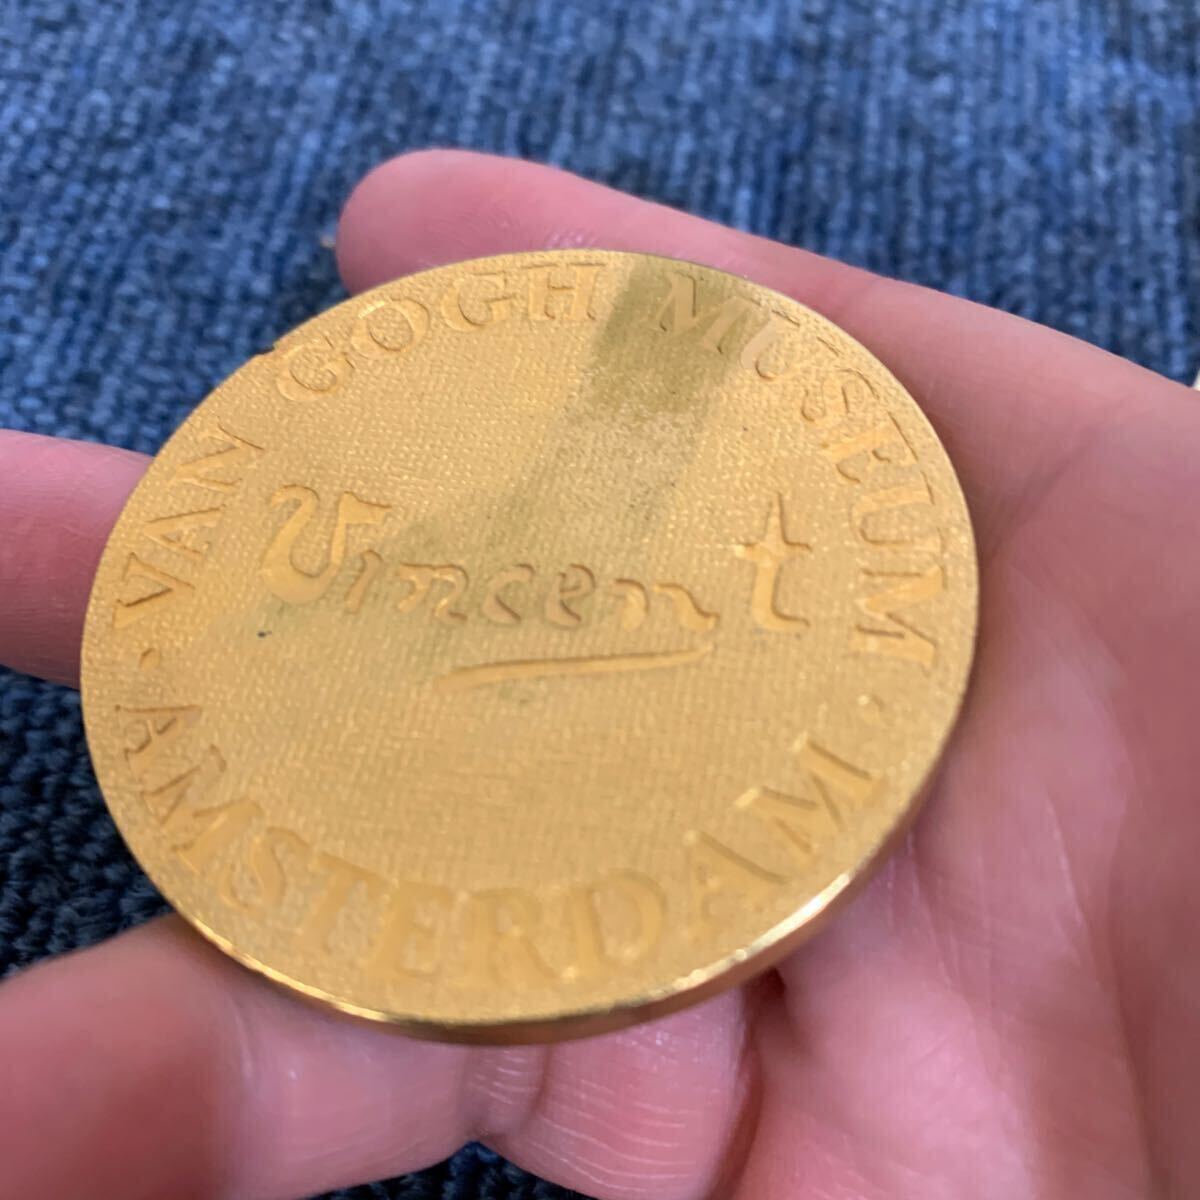 · VAN GOGH MUSEUM ·
Vincent
AMSTERDAM